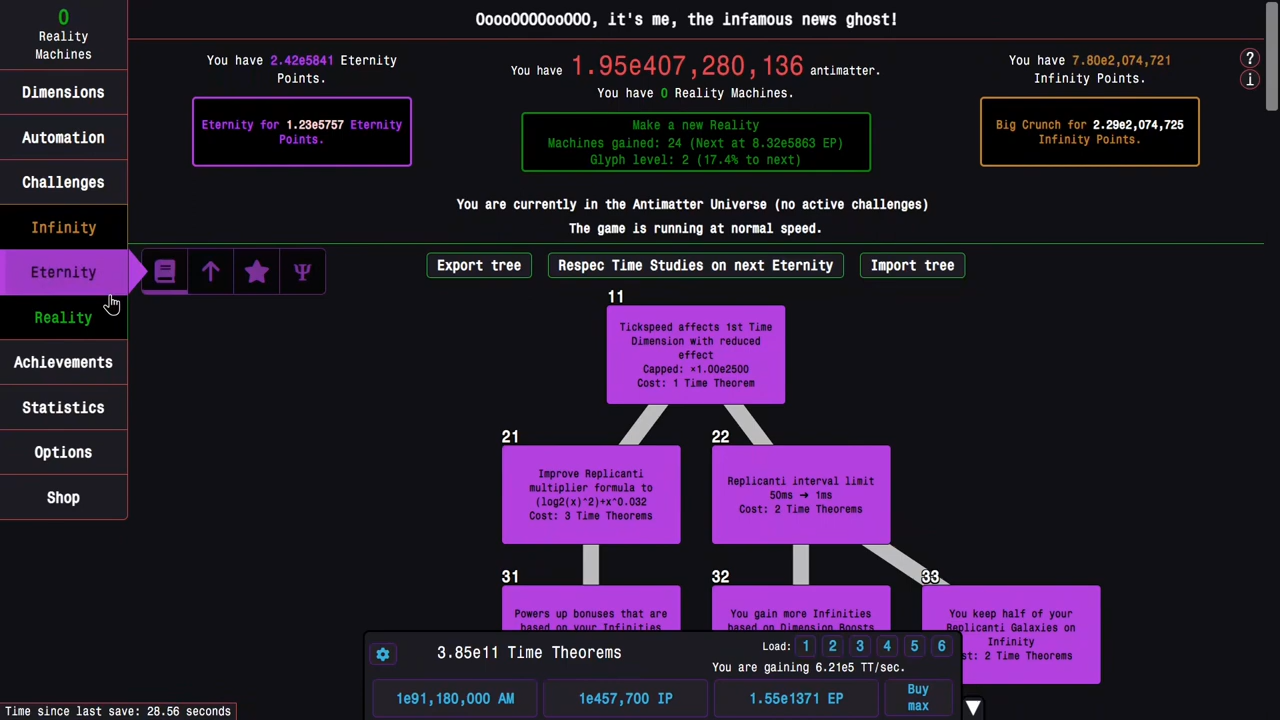 0
Reality
Machines
OoooOOOOooOOO, it's me, the infamous news ghost!
You have 2.42e5841 Eternity
Points.
Eternity for 1.23e5757 Eternity
Points.
You have 1.95e407,280,136 antimatter.
You have 0 Reality Machines.
Make a new Reality
Machines gained: 24 (Next at 8.32e5863 EP)
Glyph level: 2 (17.4% to next)
You have 7.80e2,074,721
Infinity Points.
Big Crunch for 2.29e2,074,725
Infinity Points.
?
i
You are currently in the Antimatter Universe (no active challenges)
The game is running at normal speed.
Dimensions
Automation
Challenges
Infinity
Eternity
Reality
Achievements
Statistics
Options
Shop
Ψ
Export tree
Respec Time Studies on next Eternity
Import tree
11
Tickspeed affects 1st Time
Dimension with reduced
effect
Capped: ×1.00e2500
Cost: 1 Time Theorem
21
Improve Replicanti
multiplier formula to
(log2(x)^2)+x^0.032
Cost: 3 Time Theorems
22
Replicanti interval limit
50ms ➜ 1ms
Cost: 2 Time Theorems
31
Powers up bonuses that are
based on your Infinities
32
You gain more Infinities
based on Dimension Boosts
33
You keep half of your
Replicanti Galaxies on
Infinity
st: 2 Time Theorems
3.85e11 Time Theorems
Load: 1 2 3 4 5 6
You are gaining 6.21e5 TT/sec.
1e91,180,000 AM
1e457,700 IP
1.55e1371 EP
Buy
max
Time since last save: 28.56 seconds